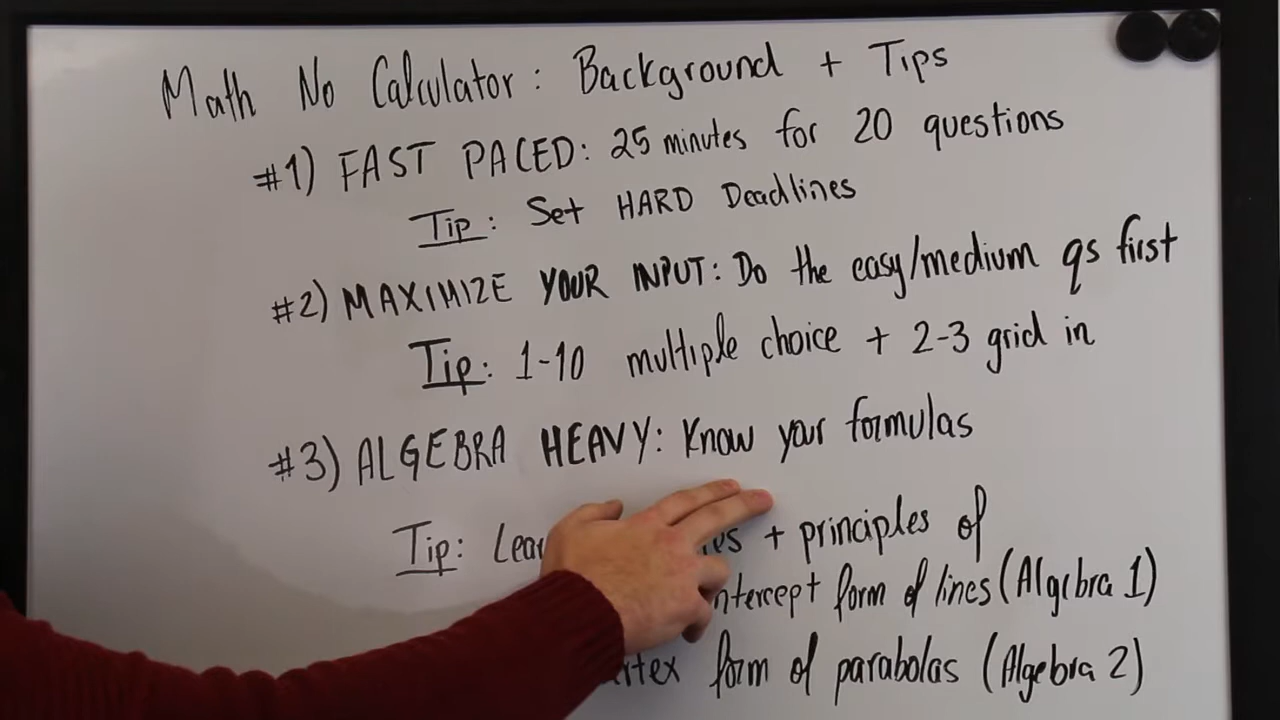 Math No Calculator: Background + Tips
#1) FAST PACED: 25 minutes for 20 questions
Tip: Set HARD Deadlines
#2) MAXIMIZE YOUR INPUT: Do the easy/medium qs first
Tip: 1-10 multiple choice + 2-3 grid in
#3) ALGEBRA HEAVY: Know your formulas
Tip: + principles of
form of lines (Algebra 1)
form of parabolas (Algebra 2)